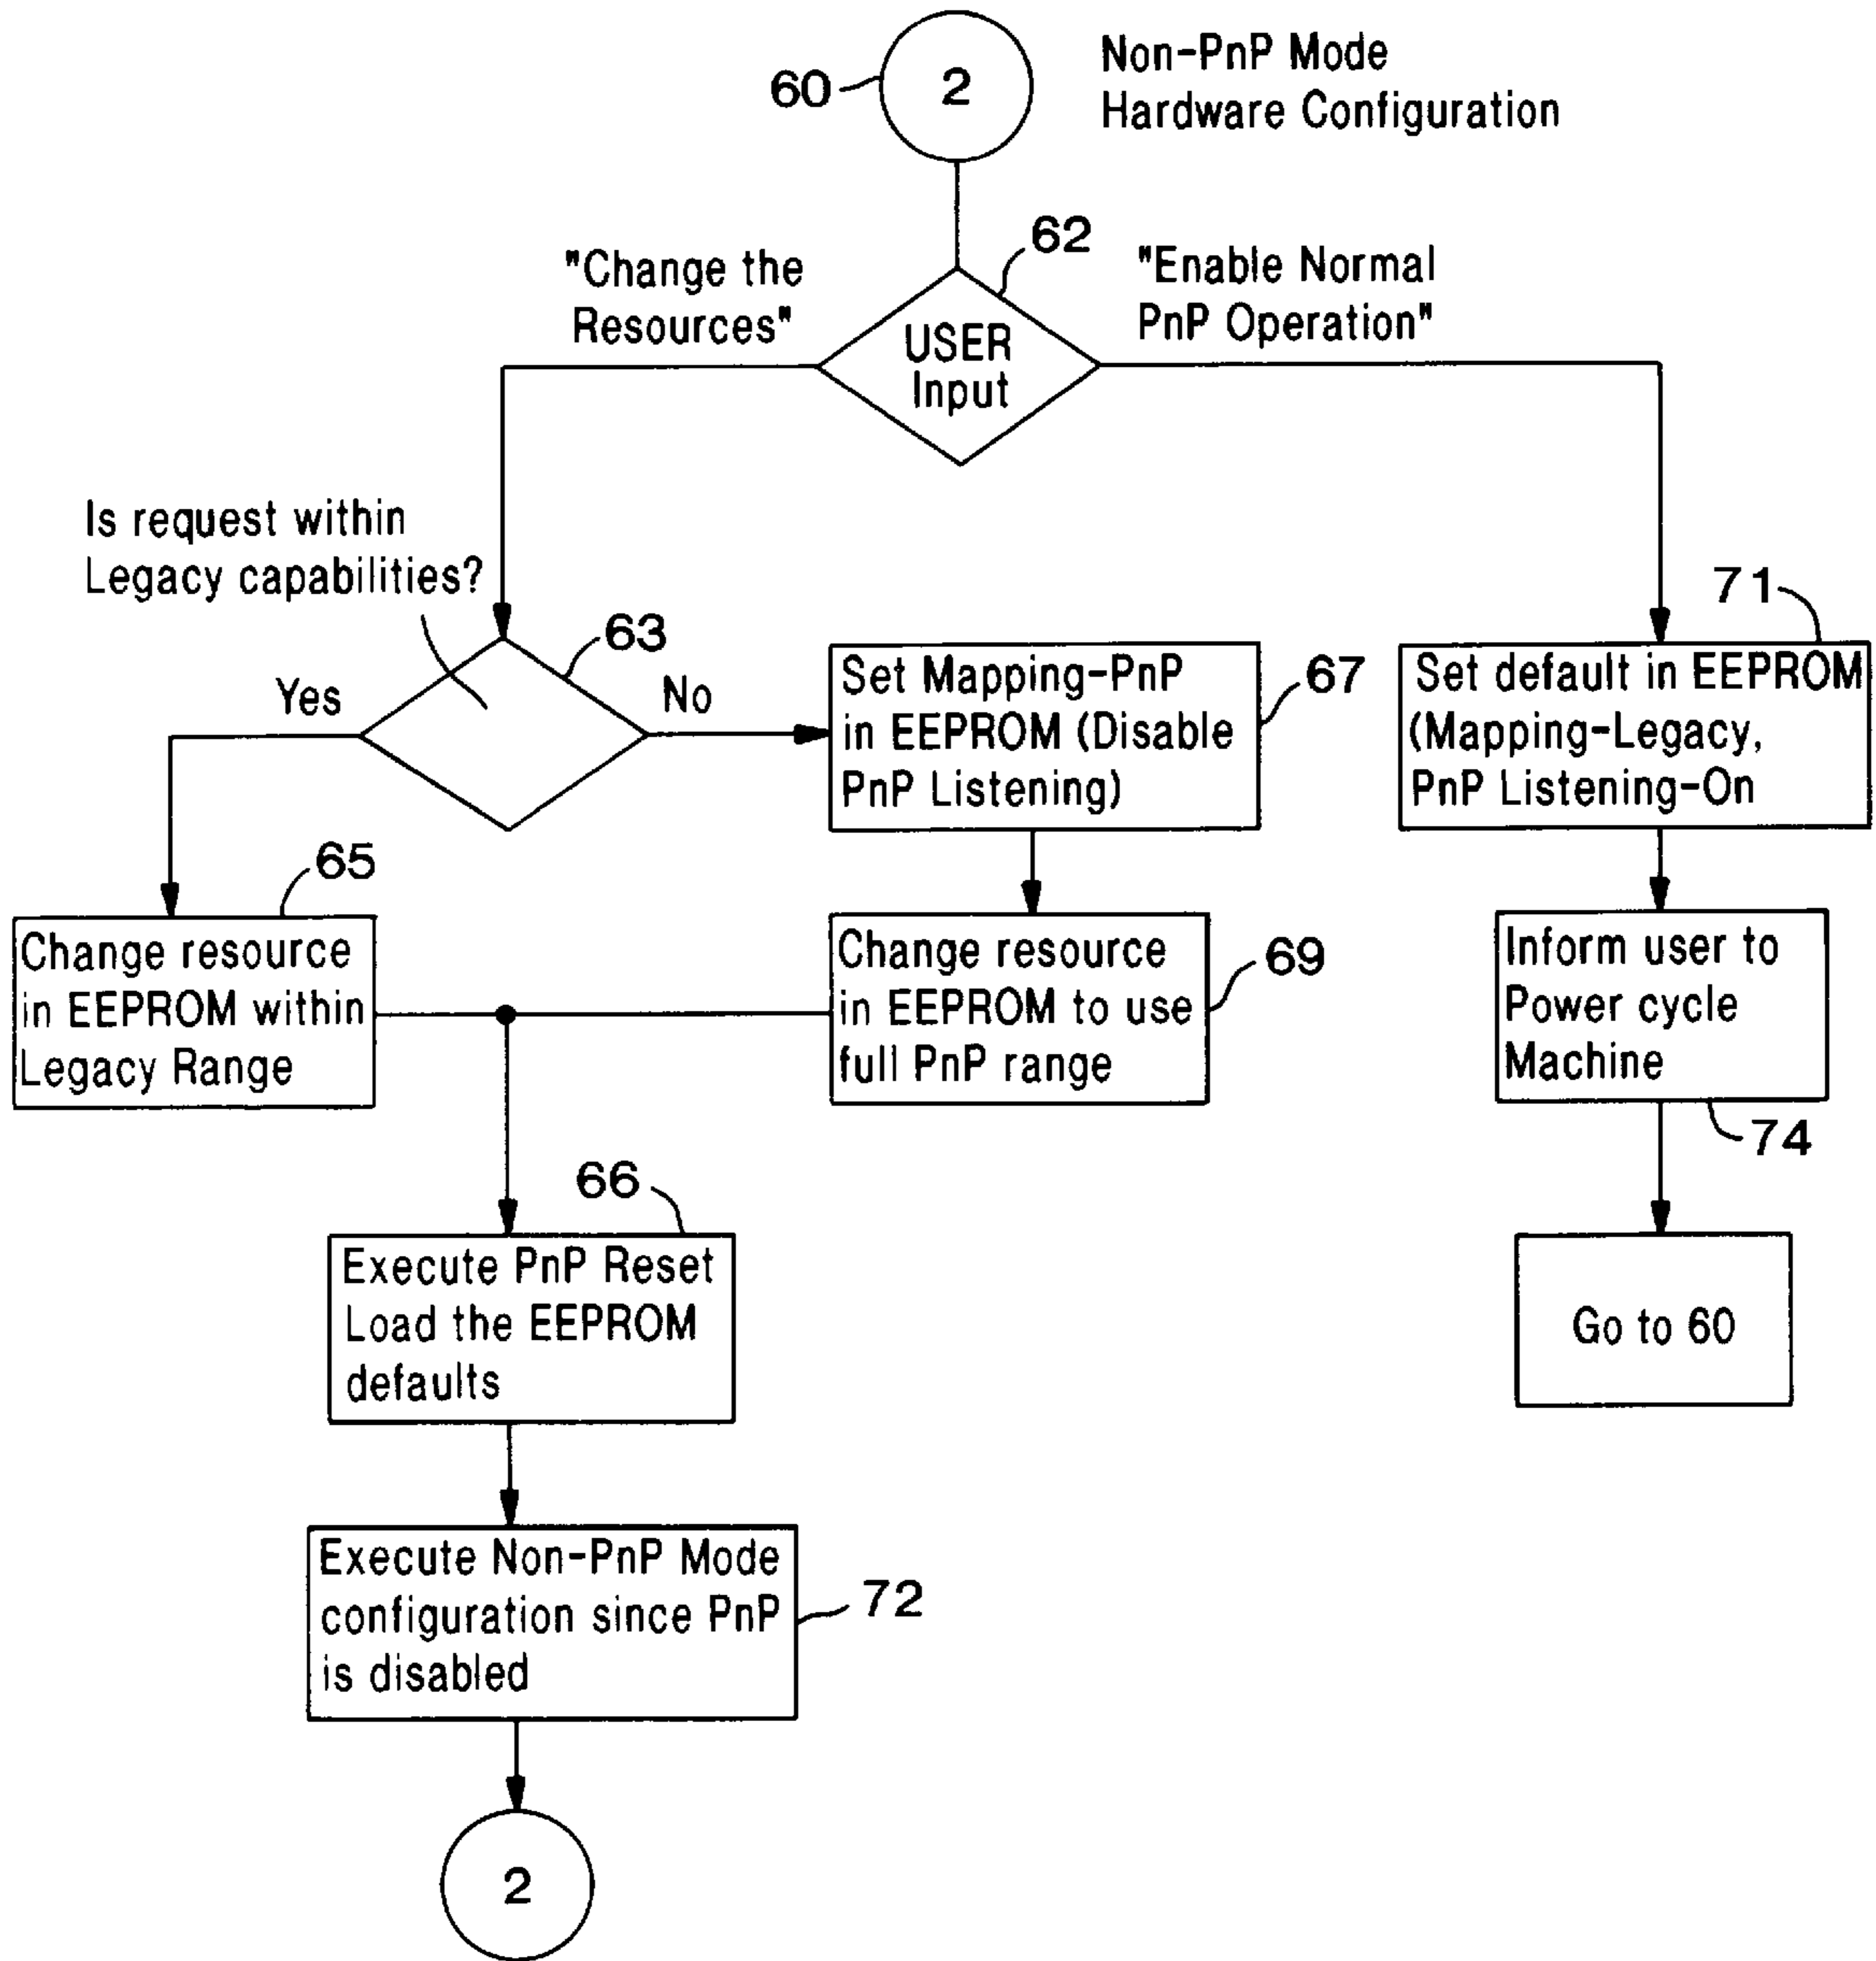 60
2
Non-PnP Mode
Hardware Configuration
62
"Change the
Resources"
"Enable Normal
PnP Operation"
USER
Input
Is request within
Legacy capabilities?
63
Yes
No
Set Mapping-PnP
in EEPROM (Disable
PnP Listening)
67
71
Set default in EEPROM
(Mapping-Legacy,
PnP Listening-On
65
Change resource
in EEPROM within
Legacy Range
Change resource
in EEPROM to use
full PnP range
69
Inform user to
Power cycle
Machine
74
66
Execute PnP Reset
Load the EEPROM
defaults
Go to 60
Execute Non-PnP Mode
configuration since PnP
is disabled
72
2